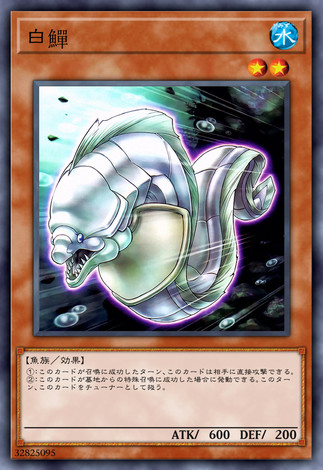 白鱓
水
【魚族／効果】
①:このカードが召喚に成功したターン、このカードは相手に直接攻撃できる。
②:このカードが墓地からの特殊召喚に成功した場合に発動できる。このター
ン、このカードをチューナーとして扱う。
ATK/ 600 DEF/ 200
32825095